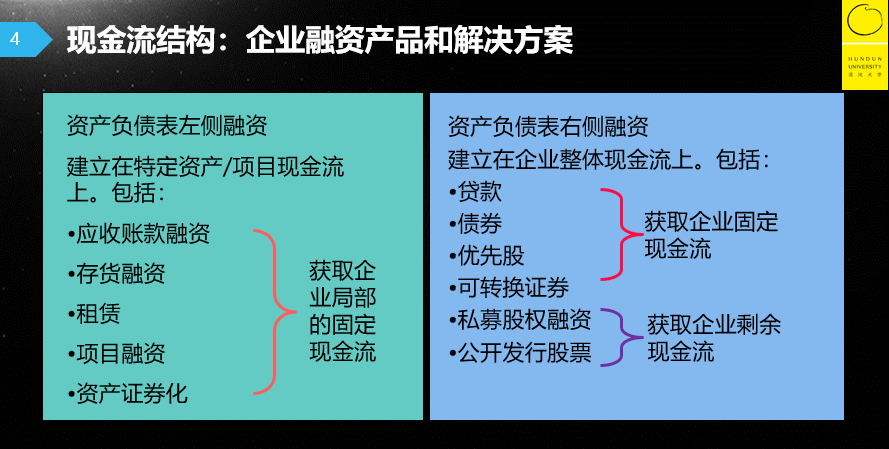 4
现金流结构：企业融资产品和解决方案
HUNDUN
UNIVERSITY
混沌大学
资产负债表左侧融资
建立在特定资产/项目现金流
上。包括：
•应收账款融资
•存货融资
•租赁
•项目融资
•资产证券化
获取企
业局部
的固定
现金流
资产负债表右侧融资
建立在企业整体现金流上。包括：
•贷款
•债券
•优先股
•可转换证券
•私募股权融资
•公开发行股票
获取企业固定
现金流
获取企业剩余
现金流